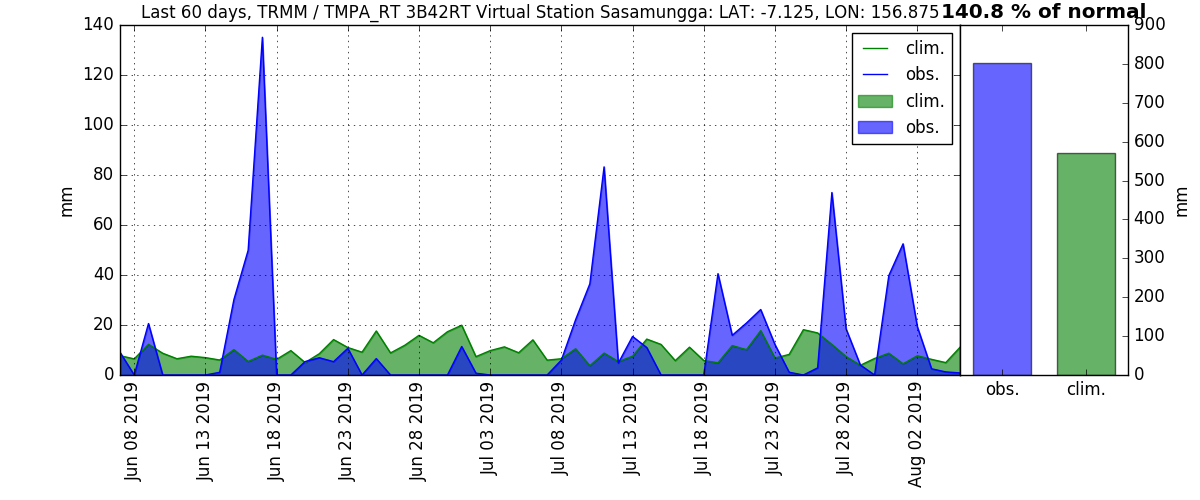 Last 60 days, TRMM / TMPA_RT 3B42RT Virtual Station Sasamungga: LAT: -7.125, LON: 156.875
140.8 % of normal
140
120
100
80
60
40
20
0
mm
clim.
obs.
clim.
obs.
900
800
700
600
500
400
300
200
100
0
mm
Jun 08 2019
Jun 13 2019
Jun 18 2019
Jun 23 2019
Jun 28 2019
Jul 03 2019
Jul 08 2019
Jul 13 2019
Jul 18 2019
Jul 23 2019
Jul 28 2019
Aug 02 2019
obs.
clim.